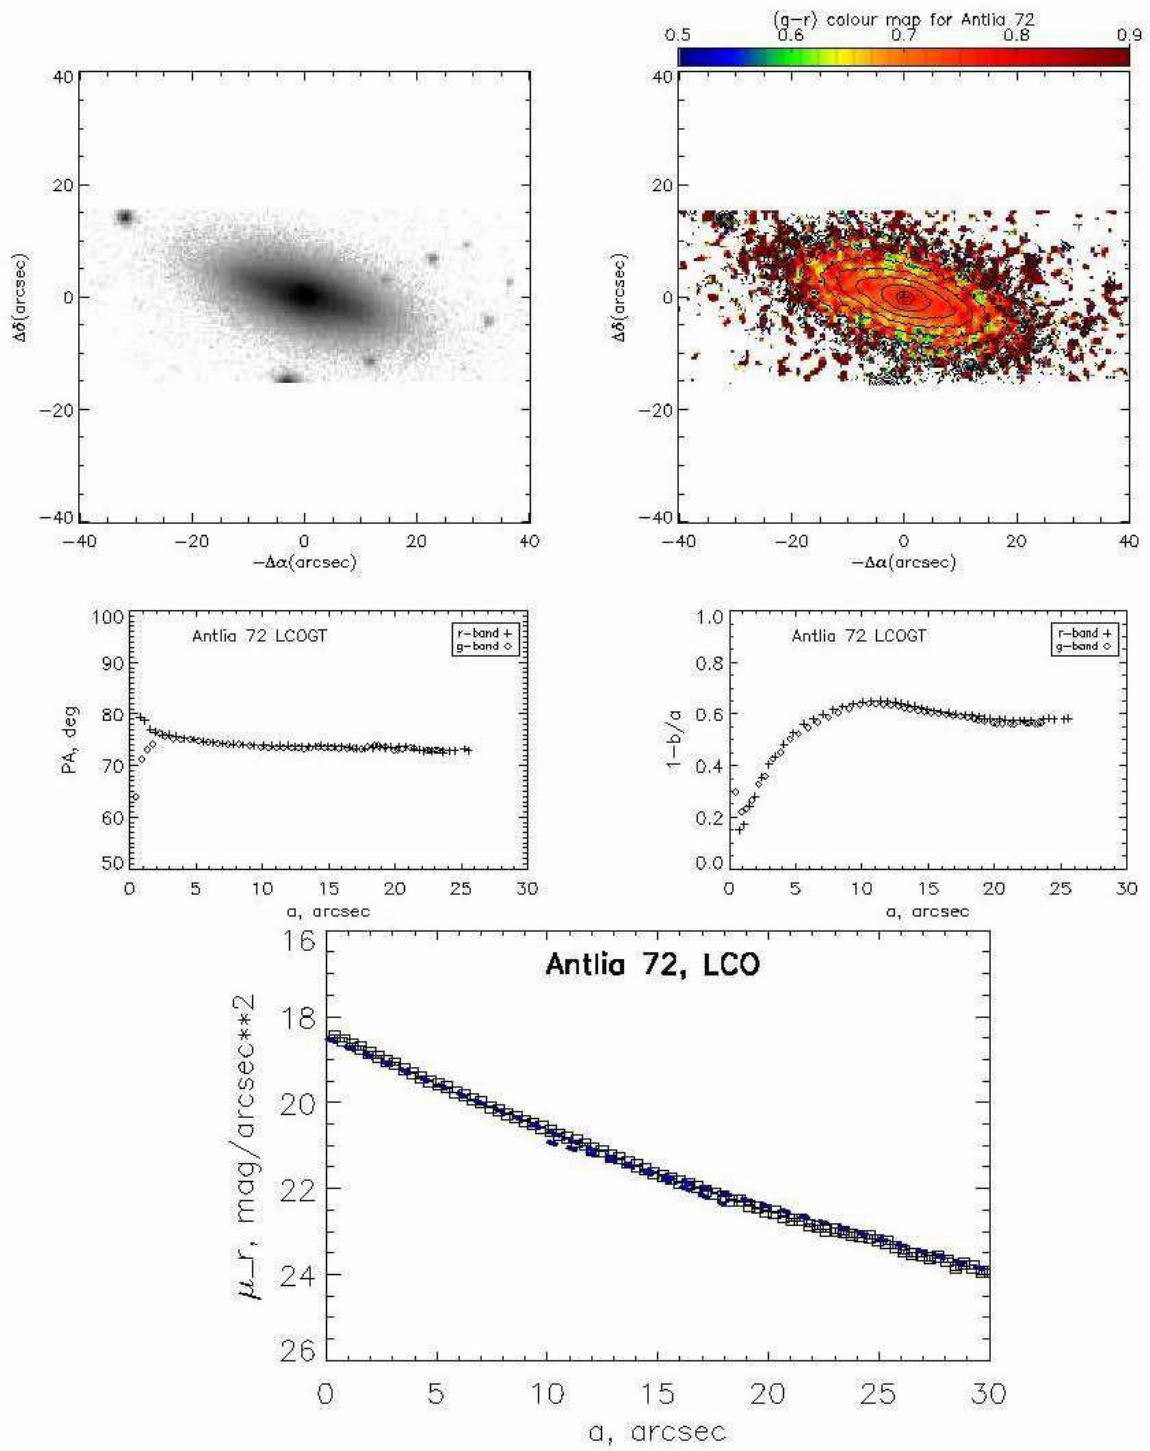 (g-r) colour map for Antlia 72
0.5 0.6 0.7 0.8 0.9
40
20
0
-20
-40
Δδ(arcsec)
-40 -20 0 20 40
-Δα(arcsec)
40
20
0
-20
-40
Δδ(arcsec)
-40 -20 0 20 40
-Δα(arcsec)
100
90
80
70
60
50
PA, deg
Antlia 72 LCOGT
r-band +
g-band ◇
0 5 10 15 20 25 30
a, arcsec
1.0
0.8
0.6
0.4
0.2
0.0
1-b/a
Antlia 72 LCOGT
r-band +
g-band ◇
0 5 10 15 20 25 30
a, arcsec
Antlia 72, LCO
16
18
20
22
24
26
μ_r, mag/arcsec**2
0 5 10 15 20 25 30
a, arcsec